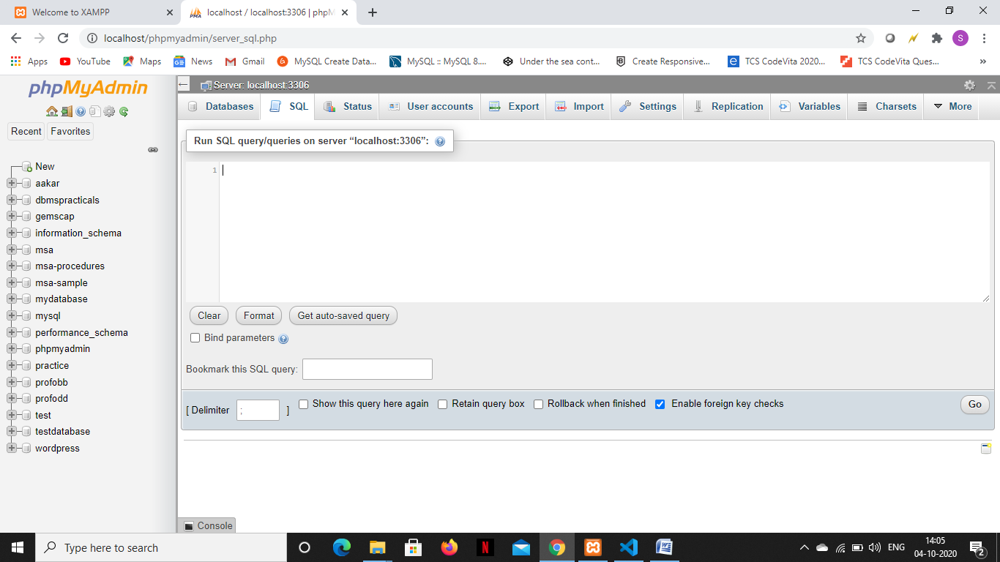 Welcome to XAMPP
localhost / localhost:3306 | phpM
localhost/phpmyadmin/server_sql.php
S
Apps YouTube Maps News Gmail MySQL Create Data... MySQL :: MySQL 8.... Under the sea cont... Create Responsive... TCS CodeVita 2020... TCS CodeVita Ques... »
phpMyAdmin
Recent Favorites
New
aakar
dbmspracticals
gemscap
information_schema
msa
msa-procedures
msa-sample
mydatabase
mysql
performance_schema
phpmyadmin
practice
profobb
profodd
test
testdatabase
wordpress
Server: localhost:3306
Databases SQL Status User accounts Export Import Settings Replication Variables Charsets More
Run SQL query/queries on server “localhost:3306”:
1
Clear Format Get auto-saved query
Bind parameters
Bookmark this SQL query:
[ Delimiter ; ] Show this query here again Retain query box Rollback when finished Enable foreign key checks Go
Console
Type here to search
ENG
14:05
04-10-2020
2